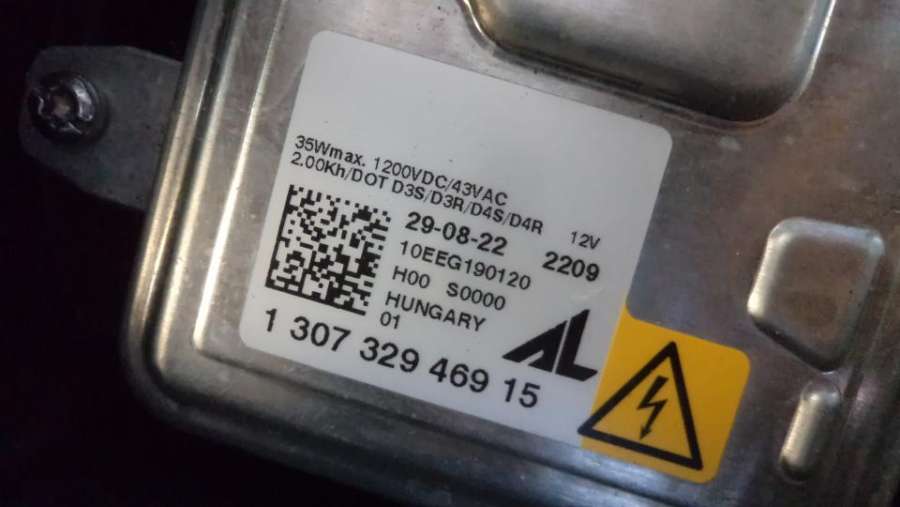 35Wmax. 1200VDC/43VAC
2.00Kh/DOT D3S/D3R/D4S/D4R 12V
29-08-22 2209
10EEG190120
H00 S0000
HUNGARY
01
AL
1 307 329 469 15